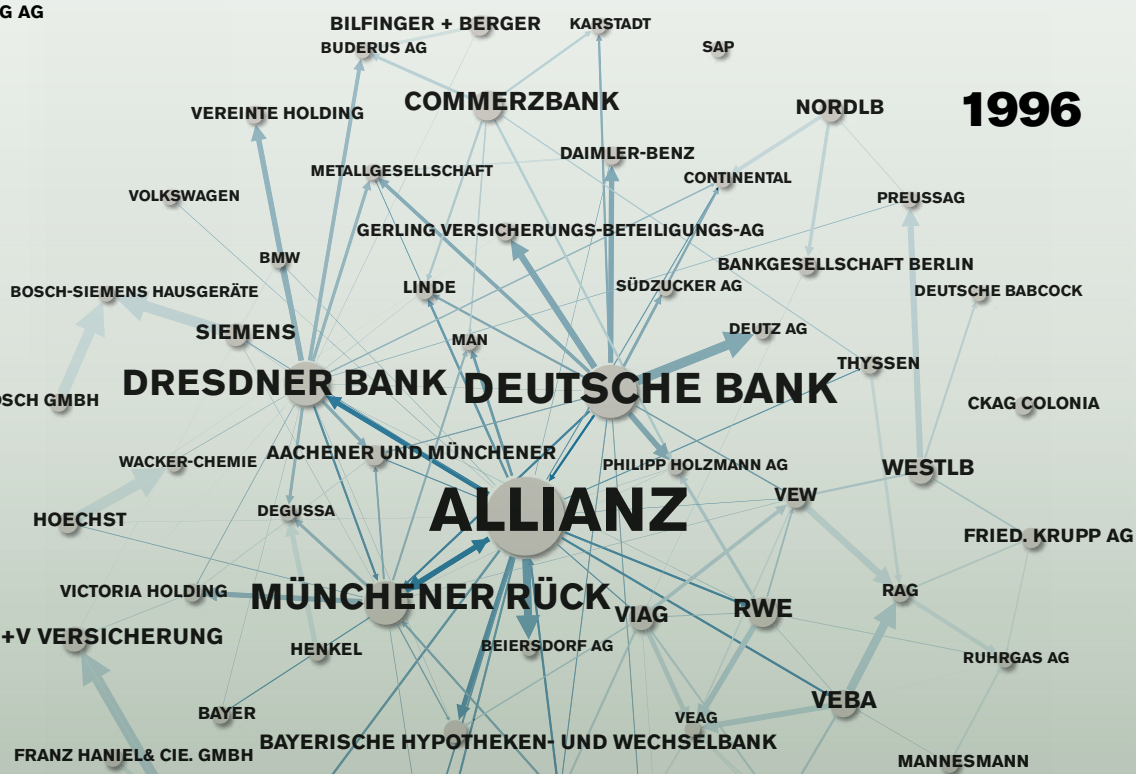 G AG
BILFINGER + BERGER
KARSTADT
BUDERUS AG
SAP
COMMERZBANK
NORDLB
1996
VEREINTE HOLDING
DAIMLER-BENZ
METALLGESELLSCHAFT
CONTINENTAL
VOLKSWAGEN
PREUSSAG
GERLING VERSICHERUNGS-BETEILIGUNGS-AG
BMW
BANKGESELLSCHAFT BERLIN
BOSCH-SIEMENS HAUSGERÄTE
LINDE
SÜDZUCKER AG
DEUTSCHE BABCOCK
SIEMENS
MAN
DEUTZ AG
THYSSEN
DRESDNER BANK
DEUTSCHE BANK
OSCH GMBH
CKAG COLONIA
WACKER-CHEMIE
AACHENER UND MÜNCHENER
PHILIPP HOLZMANN AG
WESTLB
VEW
HOECHST
DEGUSSA
ALLIANZ
FRIED. KRUPP AG
VICTORIA HOLDING
MÜNCHENER RÜCK
VIAG
RWE
RAG
+V VERSICHERUNG
HENKEL
BEIERSDORF AG
RUHRGAS AG
VEBA
BAYER
VEAG
FRANZ HANIEL& CIE. GMBH
BAYERISCHE HYPOTHEKEN- UND WECHSELBANK
MANNESMANN